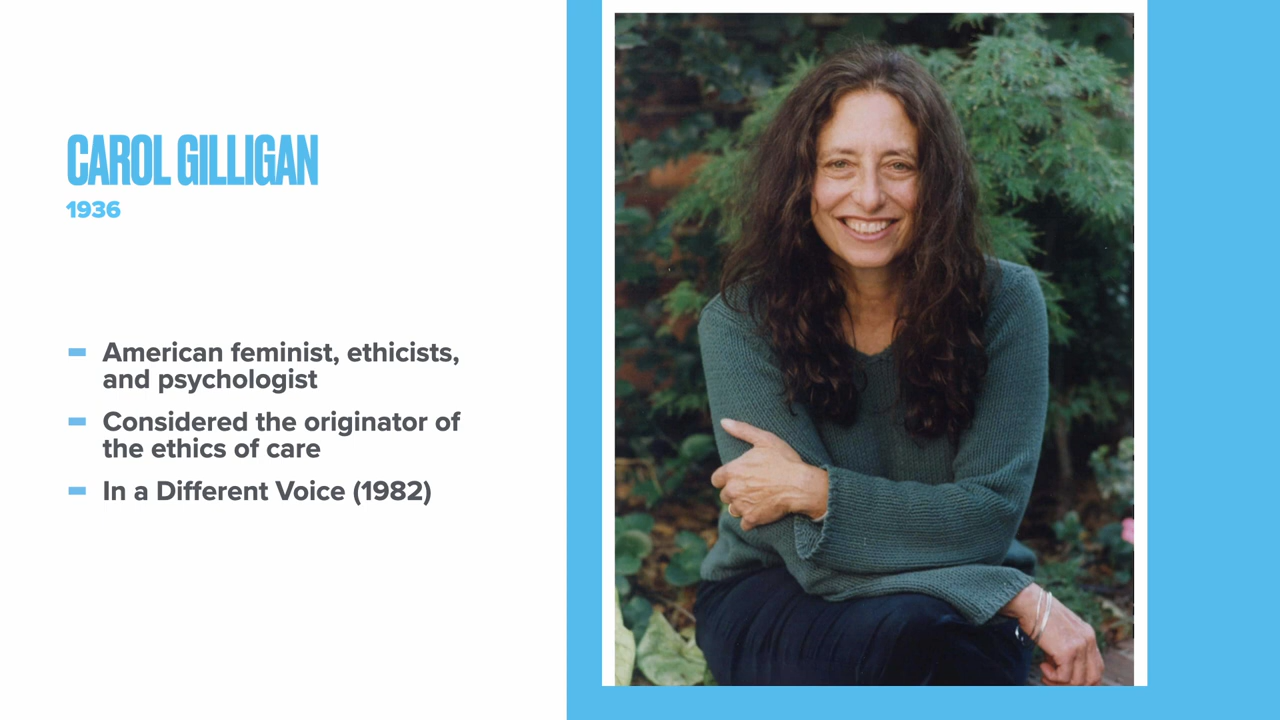 CAROL GILLIGAN
1936
American feminist, ethicists,
and psychologist
Considered the originator of
the ethics of care
In a Different Voice (1982)